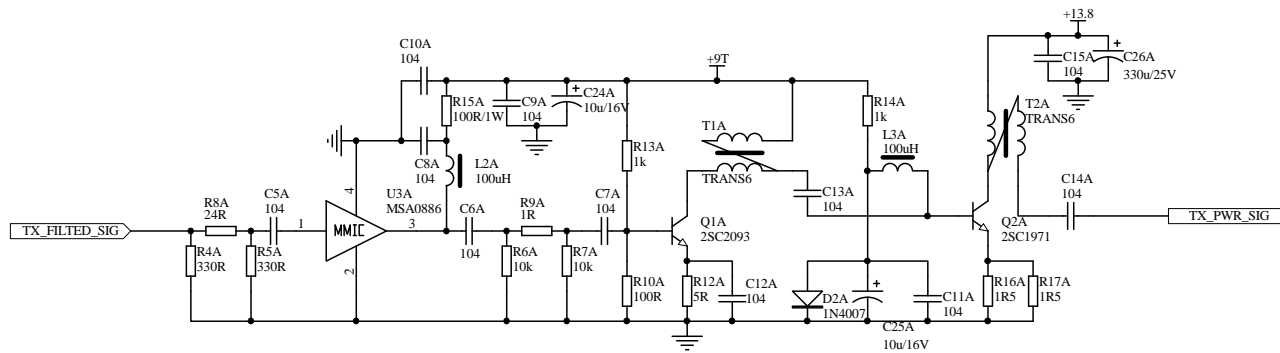 +13.8
C10A
104
+9T
C15A
104
C26A
330u/25V
R15A
100R/1W
C9A
104
C24A
10u/16V
R14A
1k
T2A
TRANS6
T1A
TRANS6
L3A
100uH
R13A
1k
C8A
104
L2A
100uH
4
U3A
MSA0886
C5A
104
R8A
24R
C6A
104
R9A
1R
C7A
104
C13A
104
C14A
104
TX_FILTED_SIG
1
MMIC
3
2
Q1A
2SC2093
Q2A
2SC1971
TX_PWR_SIG
R4A
330R
R5A
330R
R6A
10k
R7A
10k
R10A
100R
R12A
5R
C12A
104
D2A
1N4007
C25A
10u/16V
C11A
104
R16A
1R5
R17A
1R5